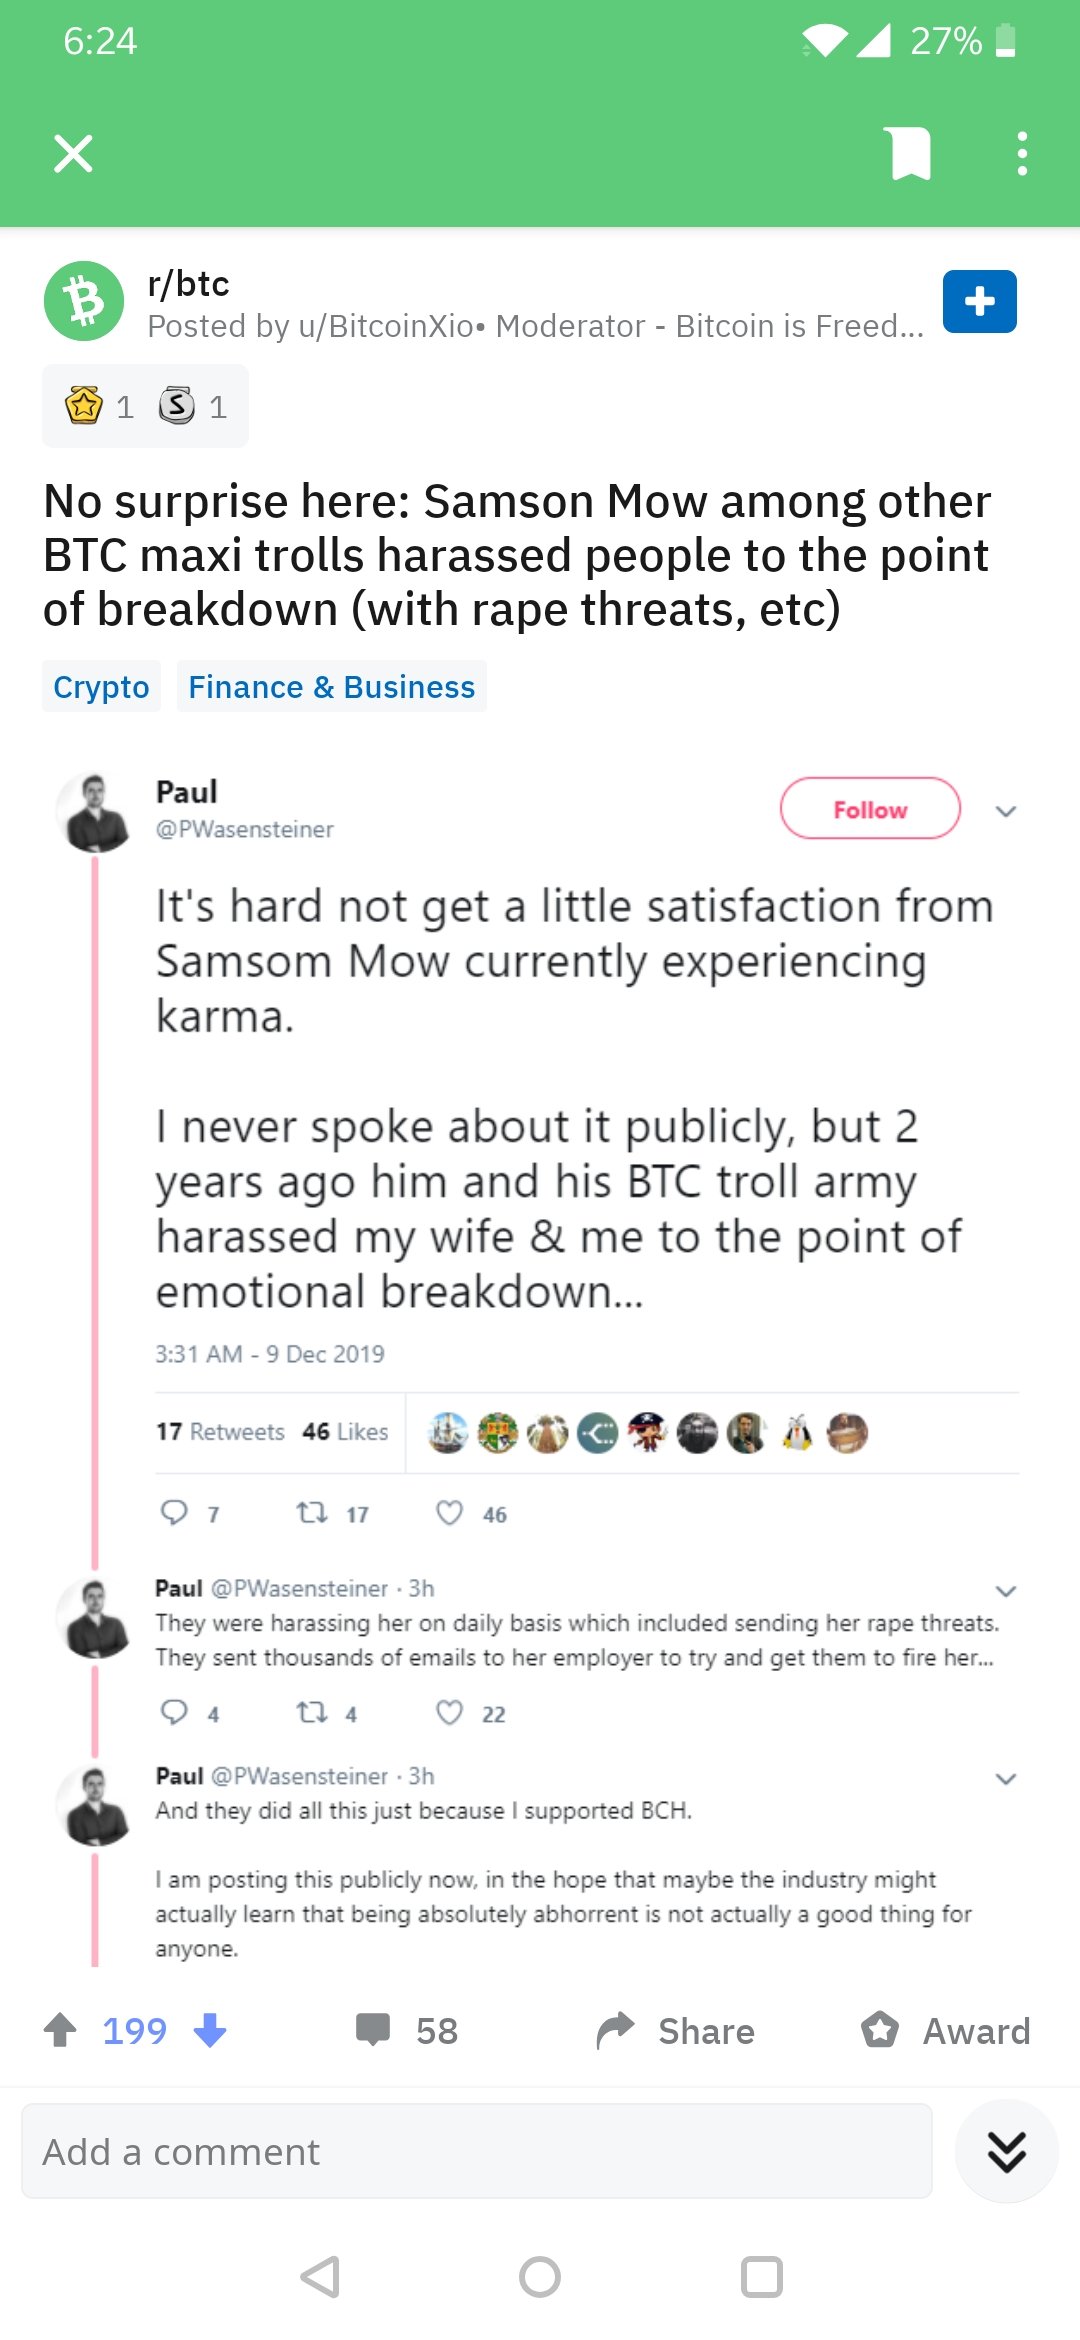 6:24
27%
r/btc
Posted by u/BitcoinXio• Moderator - Bitcoin is Freed...
1 S 1
No surprise here: Samson Mow among other
BTC maxi trolls harassed people to the point
of breakdown (with rape threats, etc)
Crypto
Finance & Business
Paul
@PWasensteiner
Follow
It's hard not get a little satisfaction from
Samsom Mow currently experiencing
karma.
I never spoke about it publicly, but 2
years ago him and his BTC troll army
harassed my wife & me to the point of
emotional breakdown...
3:31 AM - 9 Dec 2019
17 Retweets 46 Likes
7 17 46
Paul @PWasensteiner · 3h
They were harassing her on daily basis which included sending her rape threats.
They sent thousands of emails to her employer to try and get them to fire her...
4 4 22
Paul @PWasensteiner · 3h
And they did all this just because I supported BCH.
I am posting this publicly now, in the hope that maybe the industry might
actually learn that being absolutely abhorrent is not actually a good thing for
anyone.
199 58 Share Award
Add a comment